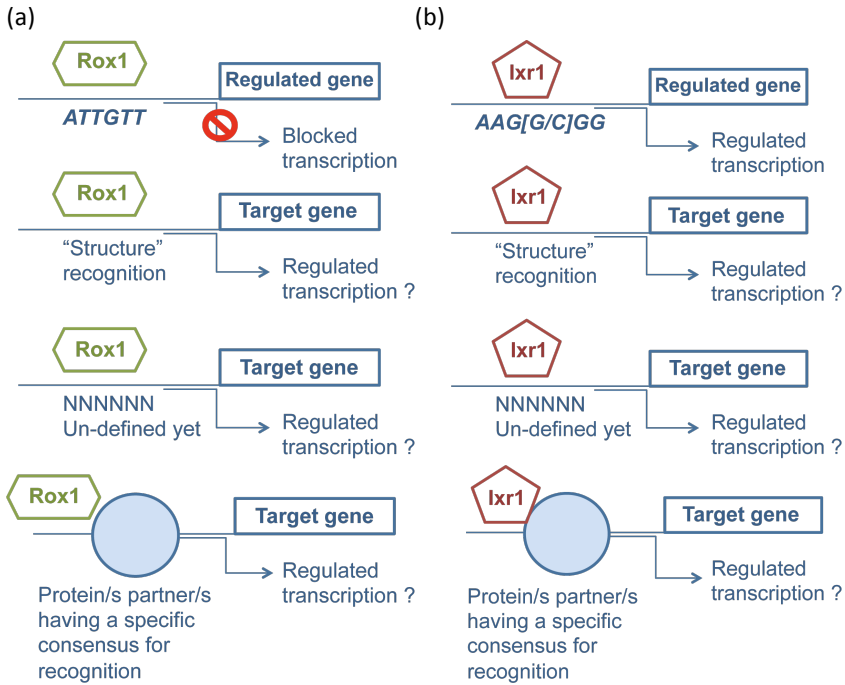 (a)
Rox1
Regulated gene
ATTGTT
Blocked
transcription
Rox1
Target gene
“Structure”
recognition
Regulated
transcription ?
Rox1
Target gene
NNNNNN
Un-defined yet
Regulated
transcription ?
Rox1
Target gene
Regulated
transcription ?
Protein/s partner/s
having a specific
consensus for
recognition
(b)
Ixr1
Regulated gene
AAG[G/C]GG
Regulated
transcription
Ixr1
Target gene
“Structure”
recognition
Regulated
transcription ?
Ixr1
Target gene
NNNNNN
Un-defined yet
Regulated
transcription ?
Ixr1
Target gene
Regulated
transcription ?
Protein/s partner/s
having a specific
consensus for
recognition